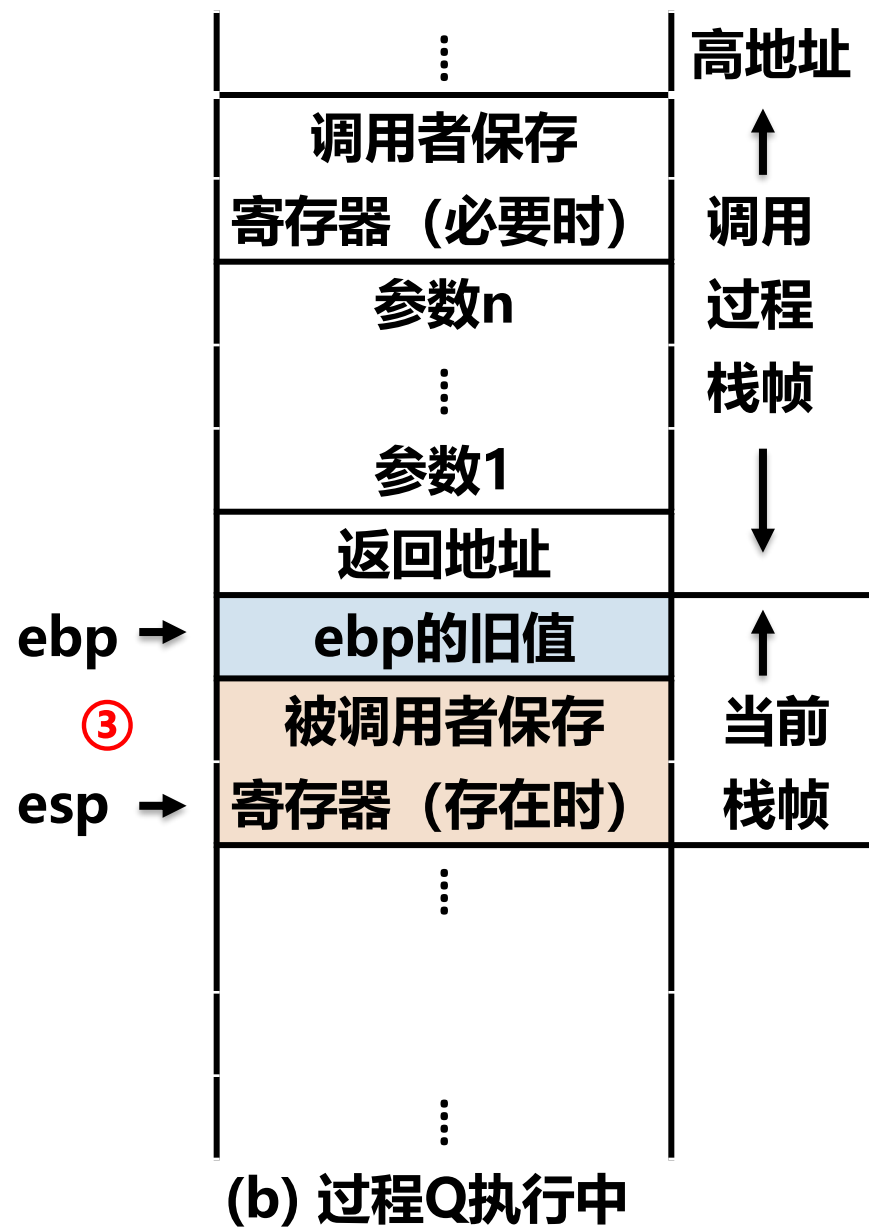 ⋮
高地址
调用者保存
寄存器（必要时）
调用
过程
栈帧
参数n
⋮
参数1
返回地址
ebp
ebp的旧值
③
被调用者保存
当前
esp
寄存器（存在时）
栈帧
⋮
⋮
(b) 过程Q执行中